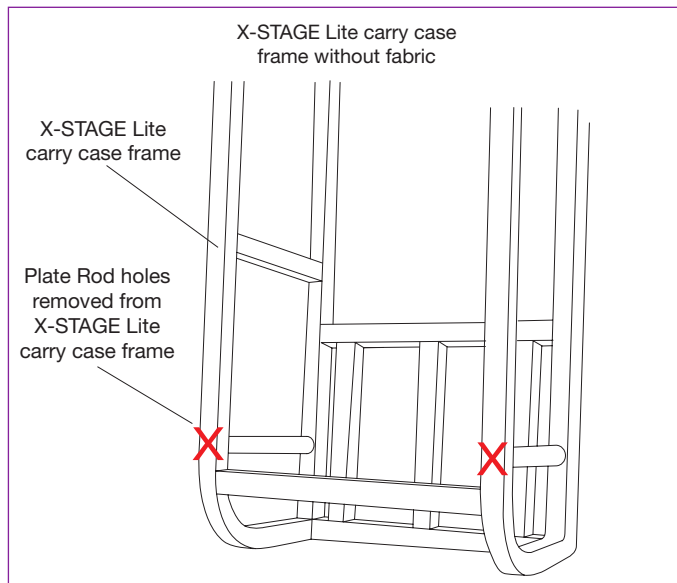 X-STAGE Lite carry case
frame without fabric
X-STAGE Lite
carry case frame
Plate Rod holes
removed from
X-STAGE Lite
carry case frame